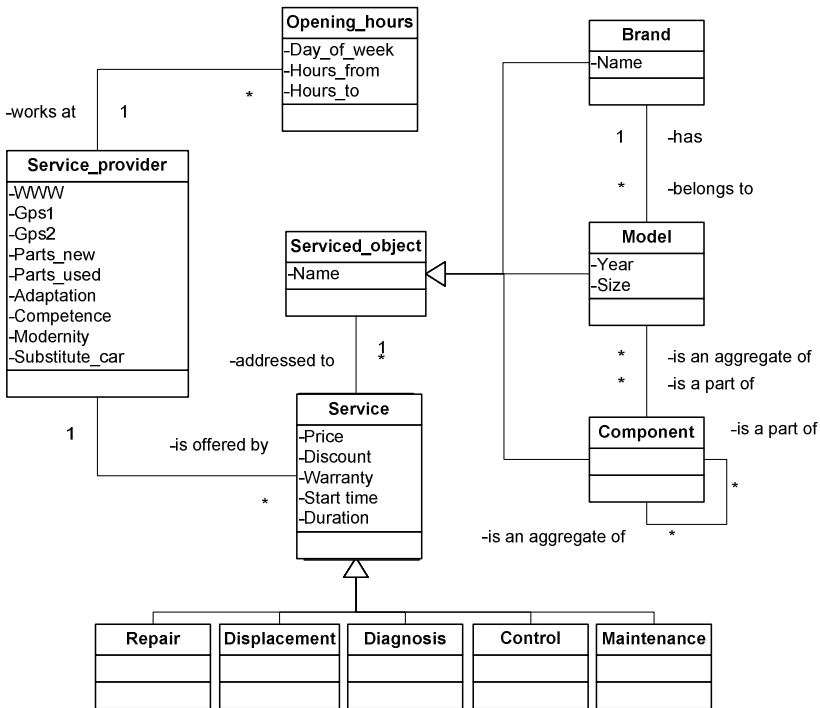 Opening_hours
-Day_of_week
-Hours_from
-Hours_to
*
-works at
1
Service_provider
-WWW
-Gps1
-Gps2
-Parts_new
-Parts_used
-Adaptation
-Competence
-Modernity
-Substitute_car
Brand
-Name
1
-has
*
-belongs to
Serviced_object
-Name
Model
-Year
-Size
-addressed to
1
*
*
-is an aggregate of
*
-is a part of
Service
-Price
-Discount
-Warranty
-Start time
-Duration
1
-is offered by
*
Component
-is a part of
*
-is an aggregate of
*
Repair
Displacement
Diagnosis
Control
Maintenance